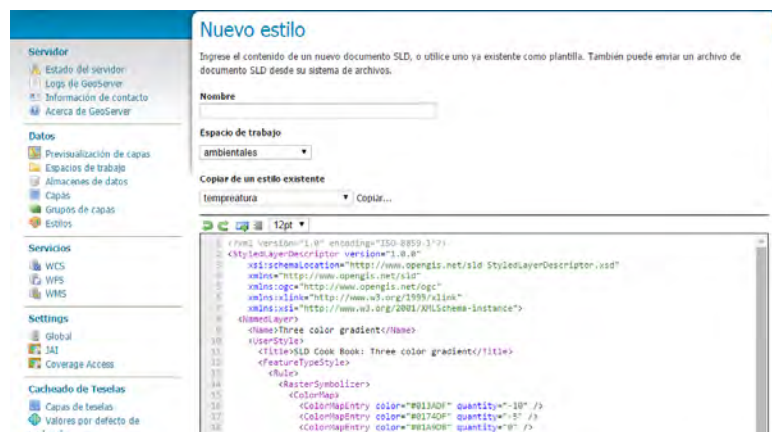 Nuevo estilo
Ingrese el contenido de un nuevo documento SLD, o utilice uno ya existente como plantilla. También puede enviar un archivo de
documento SLD desde su sistema de archivos.
Nombre
Espacio de trabajo
ambientales
Copiar de un estilo existente
tempreatura
Copiar...
12pt
Servidor
Estado del servidor
Logs de GeoServer
Información de contacto
Acerca de GeoServer
Datos
Previsualización de capas
Espacios de trabajo
Almacenes de datos
Capas
Grupos de capas
Estilos
Servicios
WCS
WFS
WMS
Settings
Global
JAI
Coverage Access
Cacheado de Teselas
Capas de teselas
Valores por defecto de
1 <?xml version="1.0" encoding="ISO-8859-1"?>
2 <StyledLayerDescriptor version="1.0.0"
xsi:schemaLocation="http://www.opengis.net/sld StyledLayerDescriptor.xsd"
xmlns="http://www.opengis.net/sld"
xmlns:ogc="http://www.opengis.net/ogc"
xmlns:xlink="http://www.w3.org/1999/xlink"
xmlns:xsi="http://www.w3.org/2001/XMLSchema-instance">
8 <NamedLayer>
9 <Name>Three color gradient</Name>
10 <UserStyle>
11 <Title>SLD Cook Book: Three color gradient</Title>
12 <FeatureTypeStyle>
13 <Rule>
14 <RasterSymbolizer>
15 <ColorMap>
16 <ColorMapEntry color="#013ADF" quantity="-10" />
17 <ColorMapEntry color="#0174DF" quantity="-5" />
18 <ColorMapEntry color="#01A9DB" quantity="0" />